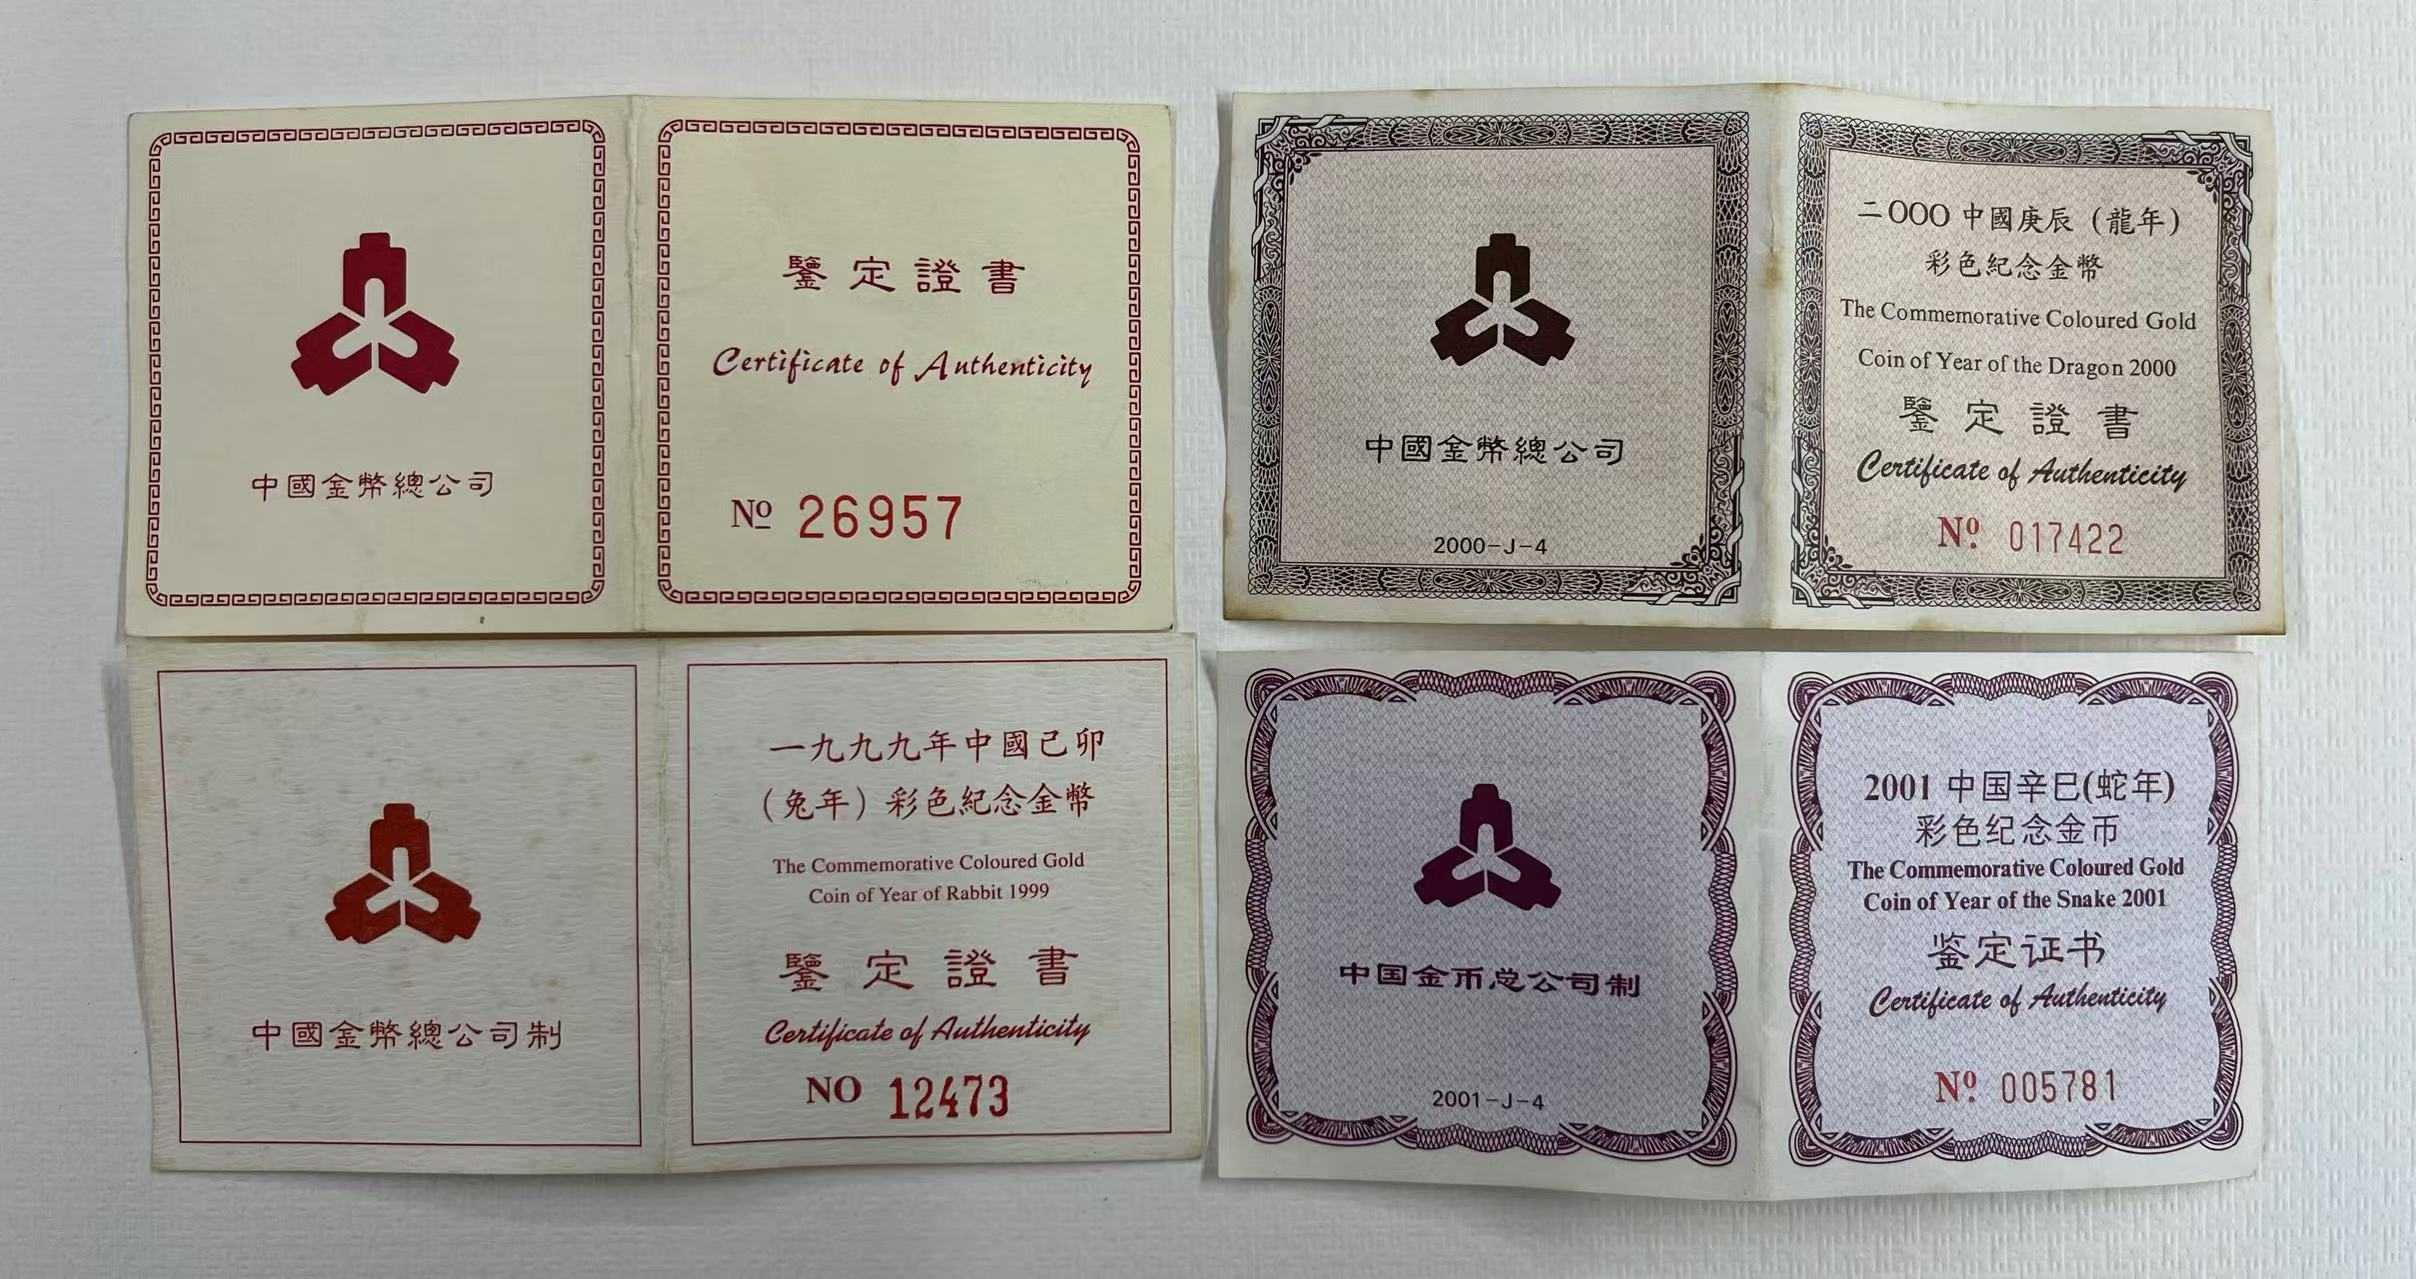 中國金幣總公司
鑒定證書
Certificate of Authenticity
Nº 26957
中國金幣總公司
2000-J-4
二OOO中國庚辰（龍年）
彩色紀念金幣
The Commemorative Coloured Gold
Coin of Year of the Dragon 2000
鑒定證書
Certificate of Authenticity
Nº 017422
中國金幣總公司制
一九九九年中國己卯
（兔年）彩色紀念金幣
The Commemorative Coloured Gold
Coin of Year of Rabbit 1999
鑒定證書
Certificate of Authenticity
NO 12473
中国金币总公司制
2001-J-4
2001中国辛巳(蛇年)
彩色纪念金币
The Commemorative Coloured Gold
Coin of Year of the Snake 2001
鉴定证书
Certificate of Authenticity
Nº 005781